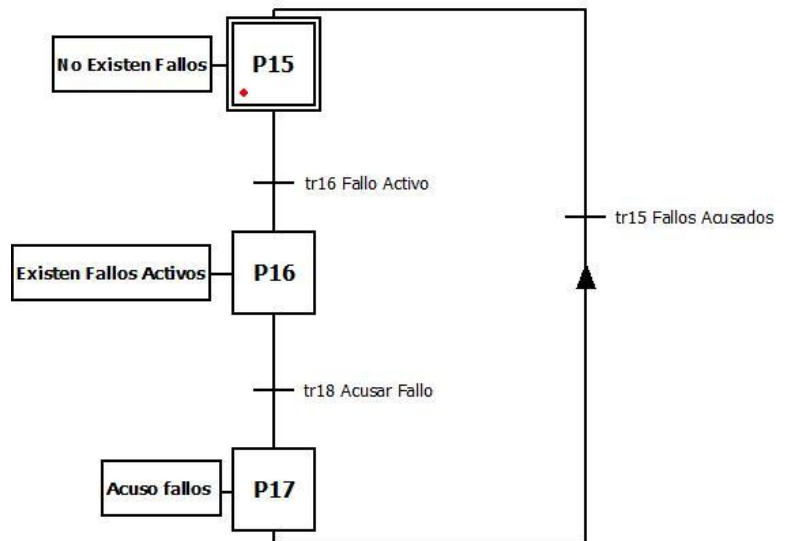 No Existen Fallos
P15
tr16 Fallo Activo
tr15 Fallos Acusados
Existen Fallos Activos
P16
tr18 Acusar Fallo
Acuso fallos
P17